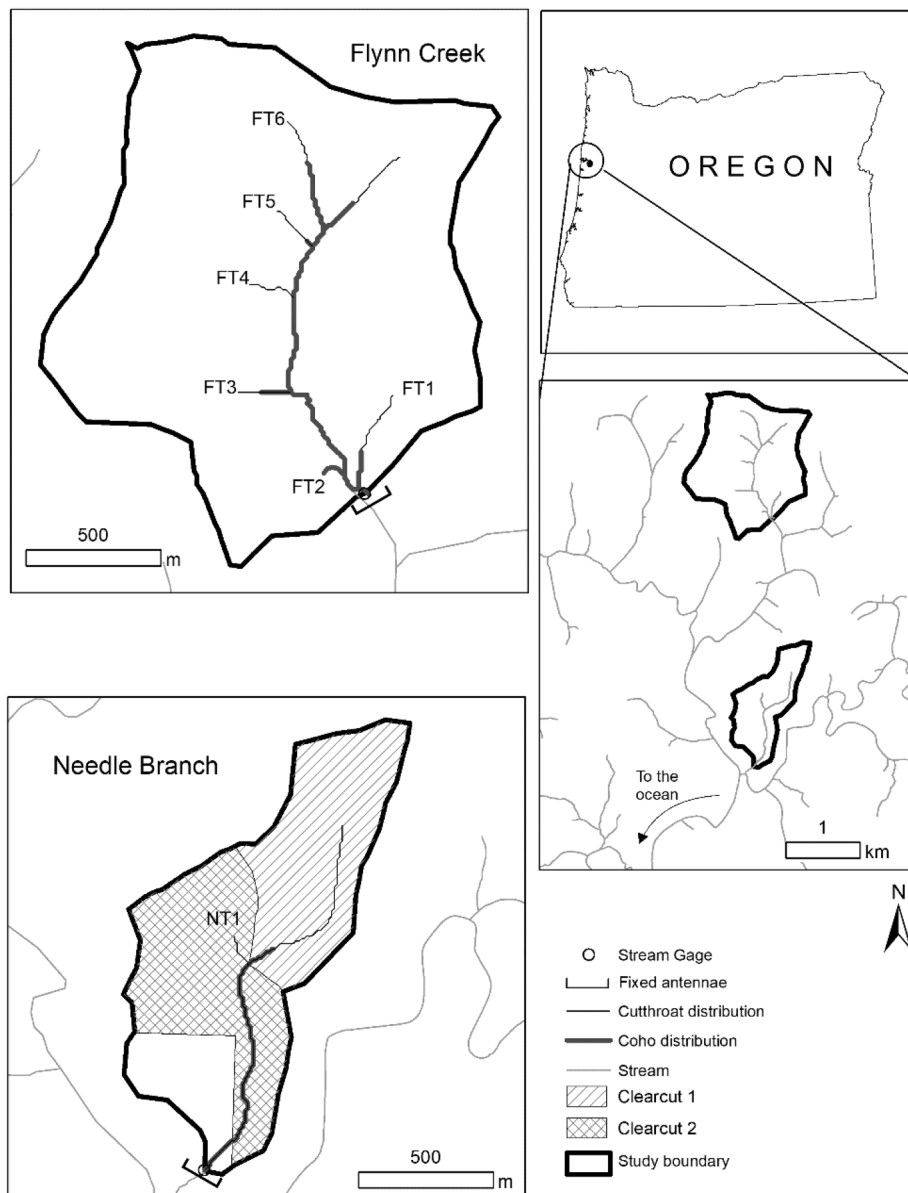 Flynn Creek
FT6
FT5
FT4
FT3
FT1
FT2
500
m
OREGON
To the
ocean
1
km
Needle Branch
NT1
500
m
N
Stream Gage
Fixed antennae
Cutthroat distribution
Coho distribution
Stream
Clearcut 1
Clearcut 2
Study boundary